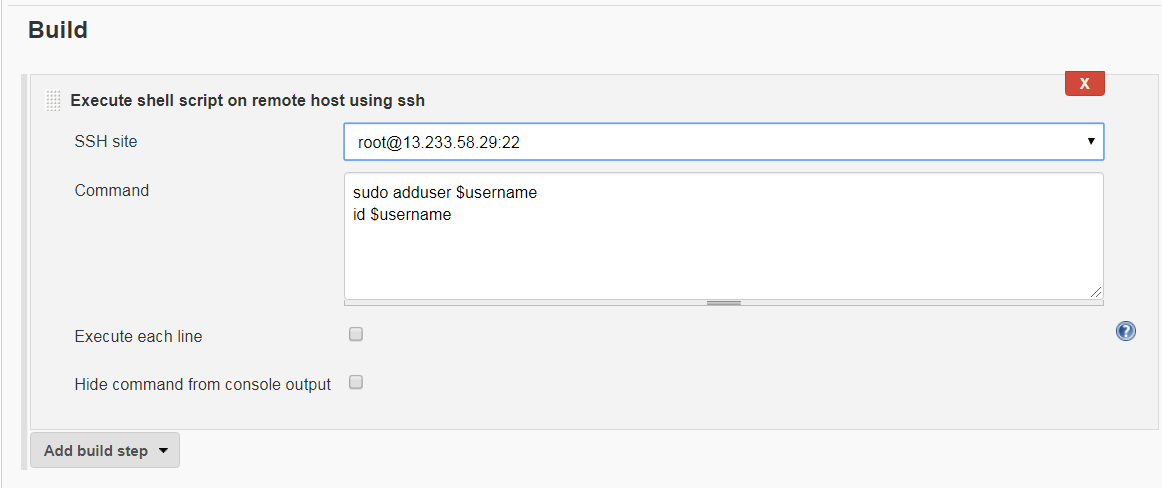 Build
X
Execute shell script on remote host using ssh
SSH site
root@13.233.58.29:22
Command
sudo adduser $username
id $username
Execute each line
?
Hide command from console output
Add build step